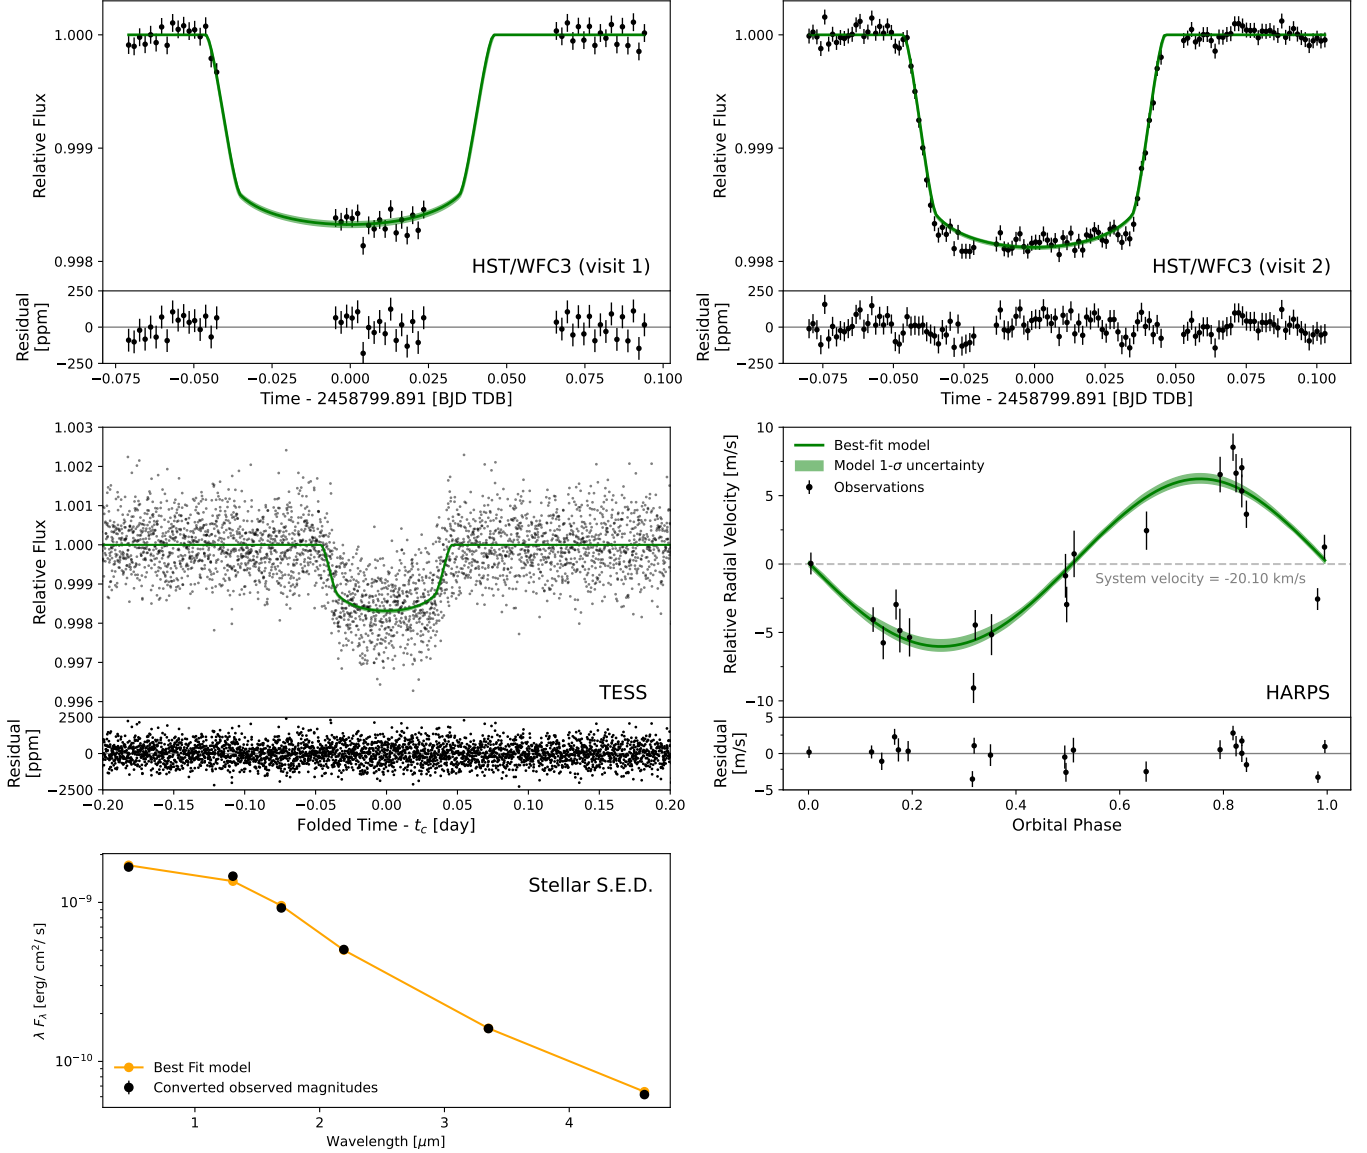 1.000
0.999
0.998
Relative Flux
HST/WFC3 (visit 1)
250
0
−250
Residual
[ppm]
−0.075 −0.050 −0.025 0.000 0.025 0.050 0.075 0.100
Time - 2458799.891 [BJD TDB]
1.000
0.999
0.998
Relative Flux
HST/WFC3 (visit 2)
250
0
−250
Residual
[ppm]
−0.075 −0.050 −0.025 0.000 0.025 0.050 0.075 0.100
Time - 2458799.891 [BJD TDB]
1.003
1.002
1.001
1.000
0.999
0.998
0.997
0.996
Relative Flux
TESS
2500
0
−2500
Residual
[ppm]
−0.20 −0.15 −0.10 −0.05 0.00 0.05 0.10 0.15 0.20
Folded Time - t_c [day]
10
5
0
−5
−10
Relative Radial Velocity [m/s]
Best-fit model
Model 1-σ uncertainty
Observations
System velocity = -20.10 km/s
HARPS
5
0
−5
Residual
[m/s]
0.0 0.2 0.4 0.6 0.8 1.0
Orbital Phase
10⁻⁹
10⁻¹⁰
λ F_λ [erg/ cm²/ s]
Stellar S.E.D.
Best Fit model
Converted observed magnitudes
1 2 3 4
Wavelength [μm]